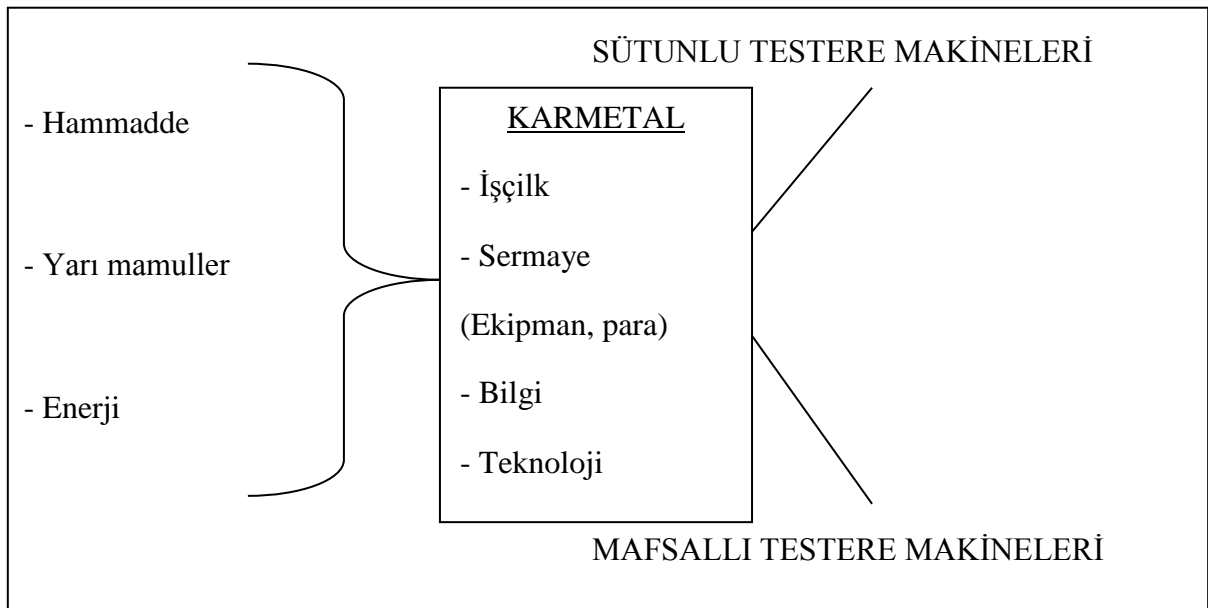 - Hammadde
- Yarı mamuller
- Enerji
KARMETAL
- İşçilk
- Sermaye
(Ekipman, para)
- Bilgi
- Teknoloji
SÜTUNLU TESTERE MAKİNELERİ
MAFSALLI TESTERE MAKİNELERİ